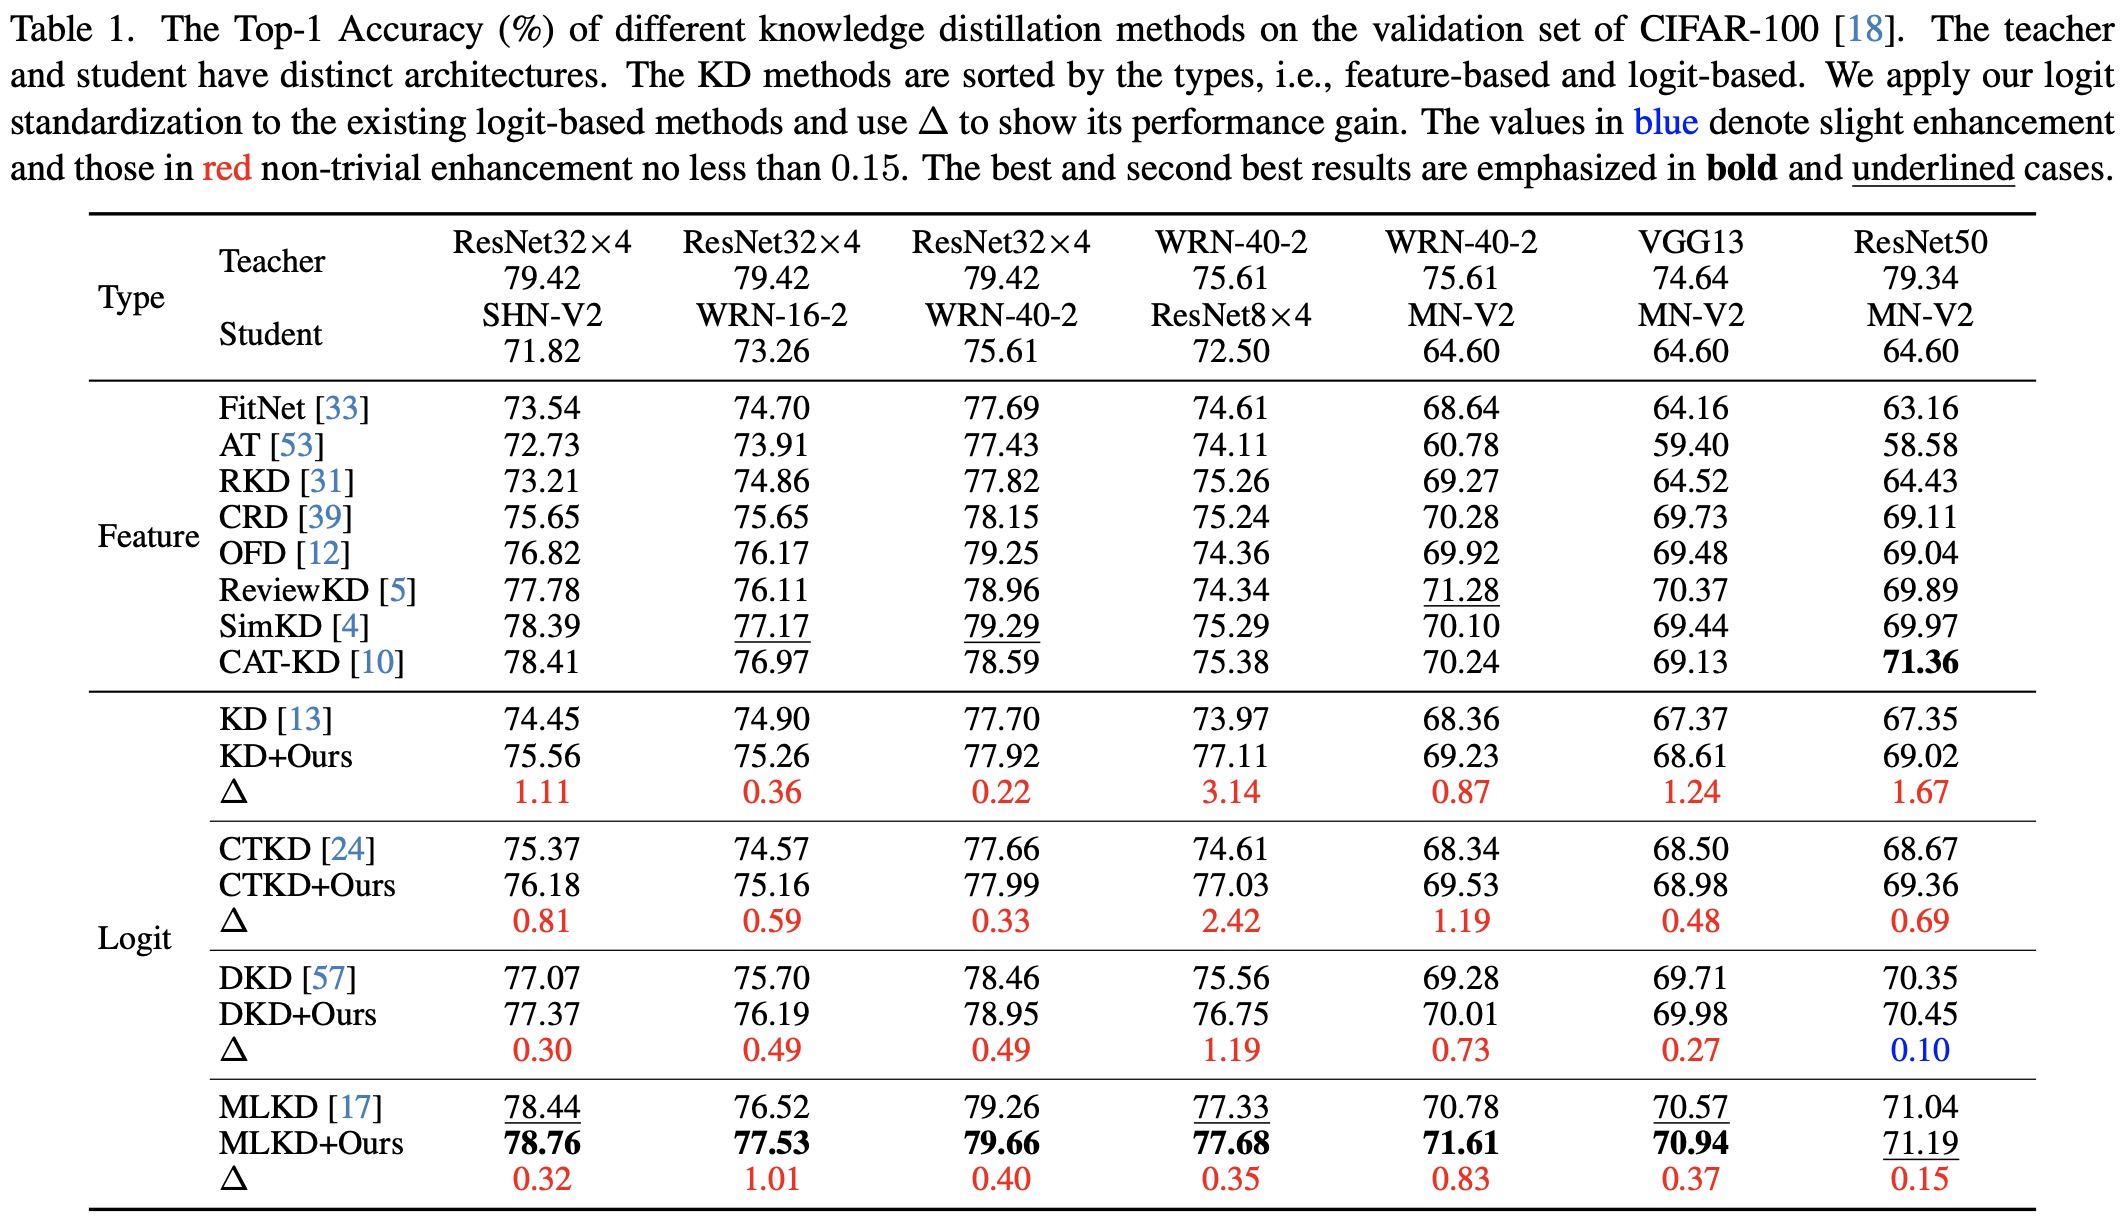 Table 1. The Top-1 Accuracy (%) of different knowledge distillation methods on the validation set of CIFAR-100 [18]. The teacher
and student have distinct architectures. The KD methods are sorted by the types, i.e., feature-based and logit-based. We apply our logit
standardization to the existing logit-based methods and use Δ to show its performance gain. The values in blue denote slight enhancement
and those in red non-trivial enhancement no less than 0.15. The best and second best results are emphasized in bold and underlined cases.
Type Teacher ResNet32×4 ResNet32×4 ResNet32×4 WRN-40-2 WRN-40-2 VGG13 ResNet50
79.42 79.42 79.42 75.61 75.61 74.64 79.34
Student SHN-V2 WRN-16-2 WRN-40-2 ResNet8×4 MN-V2 MN-V2 MN-V2
71.82 73.26 75.61 72.50 64.60 64.60 64.60
Feature
FitNet [33] 73.54 74.70 77.69 74.61 68.64 64.16 63.16
AT [53] 72.73 73.91 77.43 74.11 60.78 59.40 58.58
RKD [31] 73.21 74.86 77.82 75.26 69.27 64.52 64.43
CRD [39] 75.65 75.65 78.15 75.24 70.28 69.73 69.11
OFD [12] 76.82 76.17 79.25 74.36 69.92 69.48 69.04
ReviewKD [5] 77.78 76.11 78.96 74.34 71.28 70.37 69.89
SimKD [4] 78.39 77.17 79.29 75.29 70.10 69.44 69.97
CAT-KD [10] 78.41 76.97 78.59 75.38 70.24 69.13 71.36
Logit
KD [13] 74.45 74.90 77.70 73.97 68.36 67.37 67.35
KD+Ours 75.56 75.26 77.92 77.11 69.23 68.61 69.02
Δ 1.11 0.36 0.22 3.14 0.87 1.24 1.67
CTKD [24] 75.37 74.57 77.66 74.61 68.34 68.50 68.67
CTKD+Ours 76.18 75.16 77.99 77.03 69.53 68.98 69.36
Δ 0.81 0.59 0.33 2.42 1.19 0.48 0.69
DKD [57] 77.07 75.70 78.46 75.56 69.28 69.71 70.35
DKD+Ours 77.37 76.19 78.95 76.75 70.01 69.98 70.45
Δ 0.30 0.49 0.49 1.19 0.73 0.27 0.10
MLKD [17] 78.44 76.52 79.26 77.33 70.78 70.57 71.04
MLKD+Ours 78.76 77.53 79.66 77.68 71.61 70.94 71.19
Δ 0.32 1.01 0.40 0.35 0.83 0.37 0.15